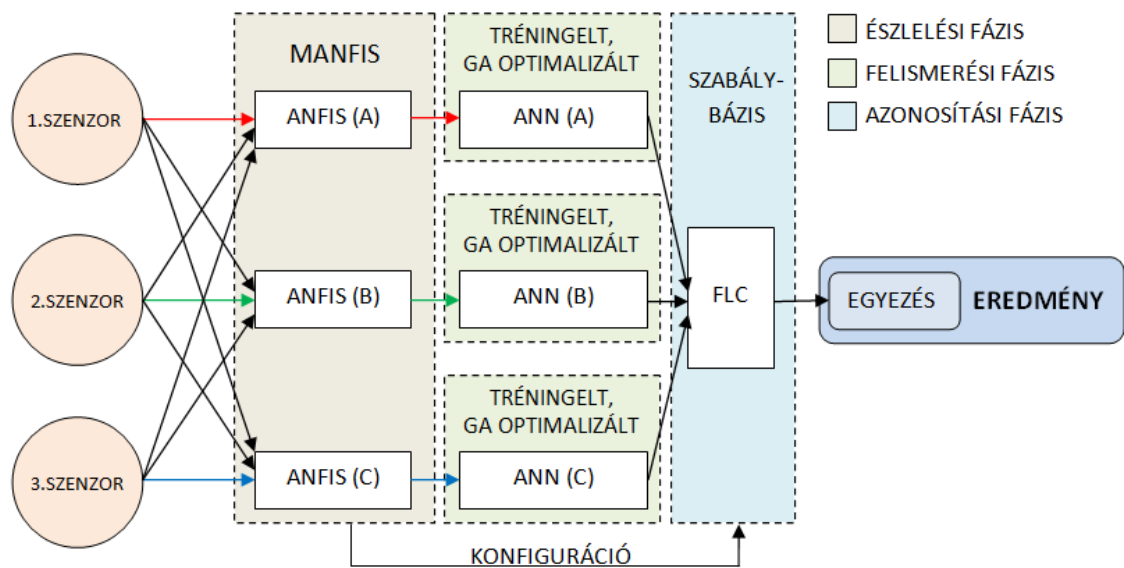 1.SZENZOR
2.SZENZOR
3.SZENZOR
MANFIS
ANFIS (A)
ANFIS (B)
ANFIS (C)
TRÉNINGELT,
GA OPTIMALIZÁLT
ANN (A)
TRÉNINGELT,
GA OPTIMALIZÁLT
ANN (B)
TRÉNINGELT,
GA OPTIMALIZÁLT
ANN (C)
SZABÁLY-
BÁZIS
FLC
EGYEZÉS
EREDMÉNY
ÉSZLELÉSI FÁZIS
FELISMERÉSI FÁZIS
AZONOSÍTÁSI FÁZIS
KONFIGURÁCIÓ